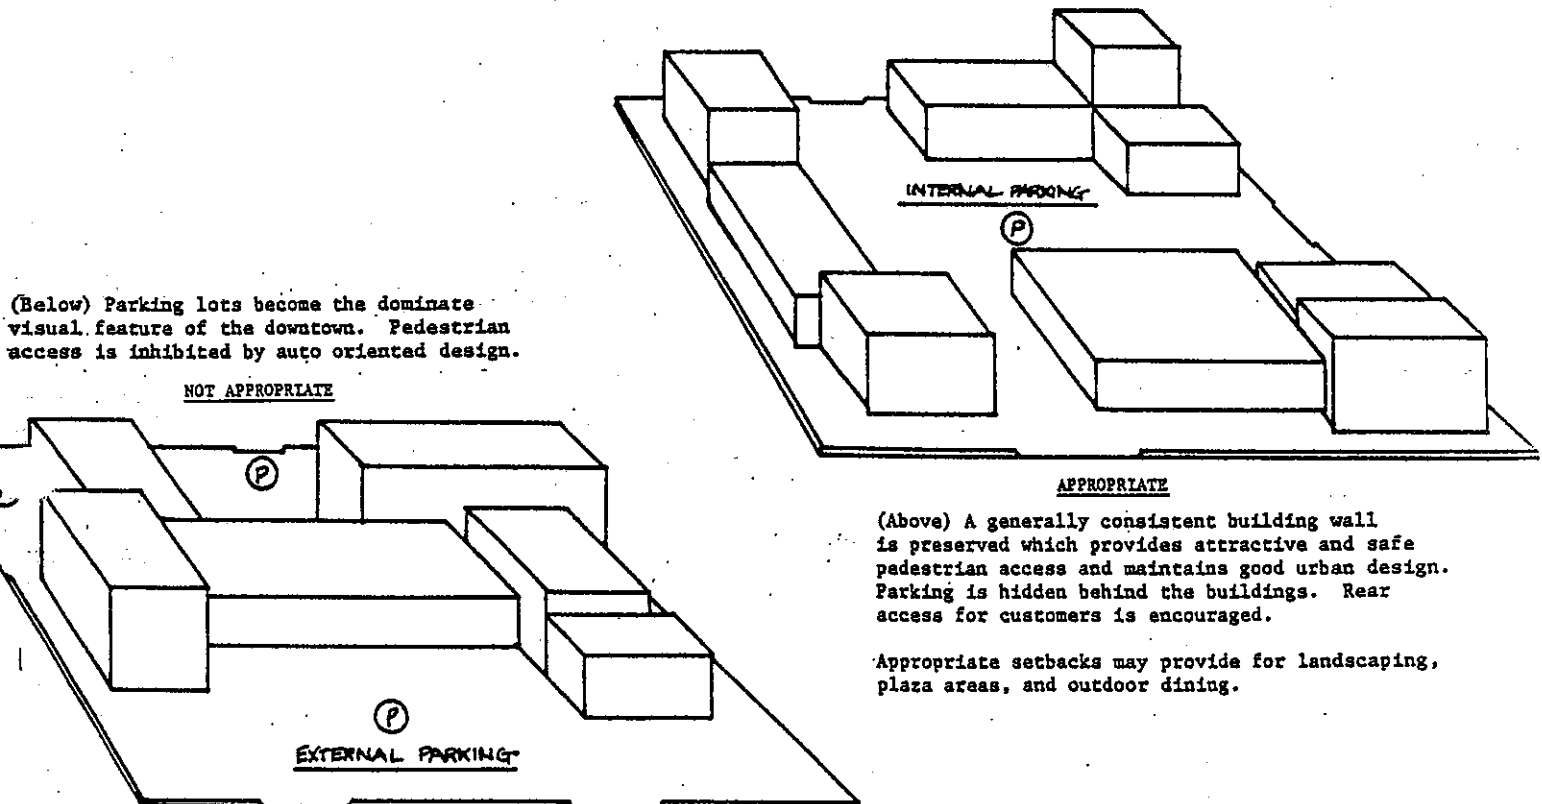 INTERNAL PARKING
P
(Below) Parking lots become the dominate
visual feature of the downtown. Pedestrian
access is inhibited by auto oriented design.
NOT APPROPRIATE
P
P
EXTERNAL PARKING
APPROPRIATE
(Above) A generally consistent building wall
is preserved which provides attractive and safe
pedestrian access and maintains good urban design.
Parking is hidden behind the buildings. Rear
access for customers is encouraged.
Appropriate setbacks may provide for landscaping,
plaza areas, and outdoor dining.